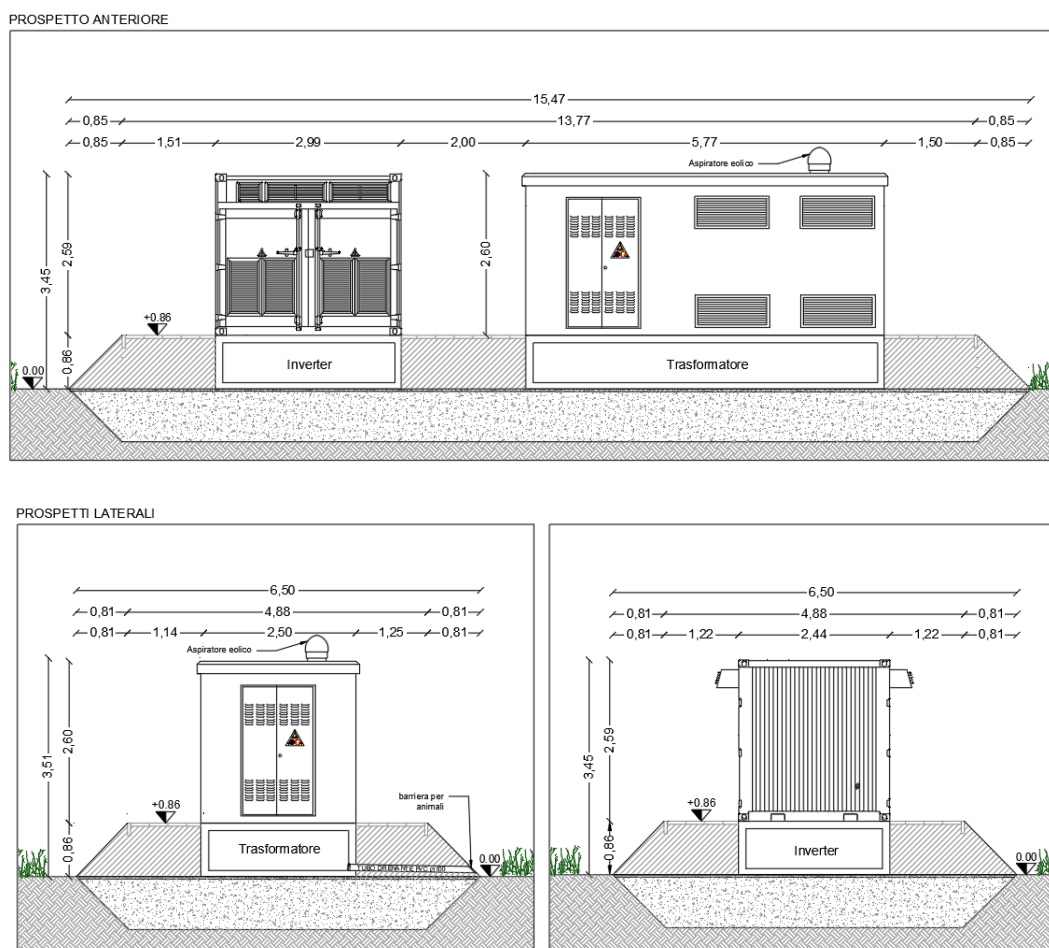 PROSPETTO ANTERIORE
15,47
0,85 13,77 0,85
0,85 1,51 2,99 2,00 5,77 1,50 0,85
Aspiratore eolico
3,45
2,59
2,60
+0.86
0,86
0.00
Inverter
Trasformatore
PROSPETTI LATERALI
6,50
0,81 4,88 0,81
0,81 1,14 2,50 1,25 0,81
Aspiratore eolico
3,51
2,60
barriera per
animali
+0.86
0,86
Trasformatore
0.00
6,50
0,81 4,88 0,81
0,81 1,22 2,44 1,22 0,81
3,45
2,59
+0.86
0,86
Inverter
0.00